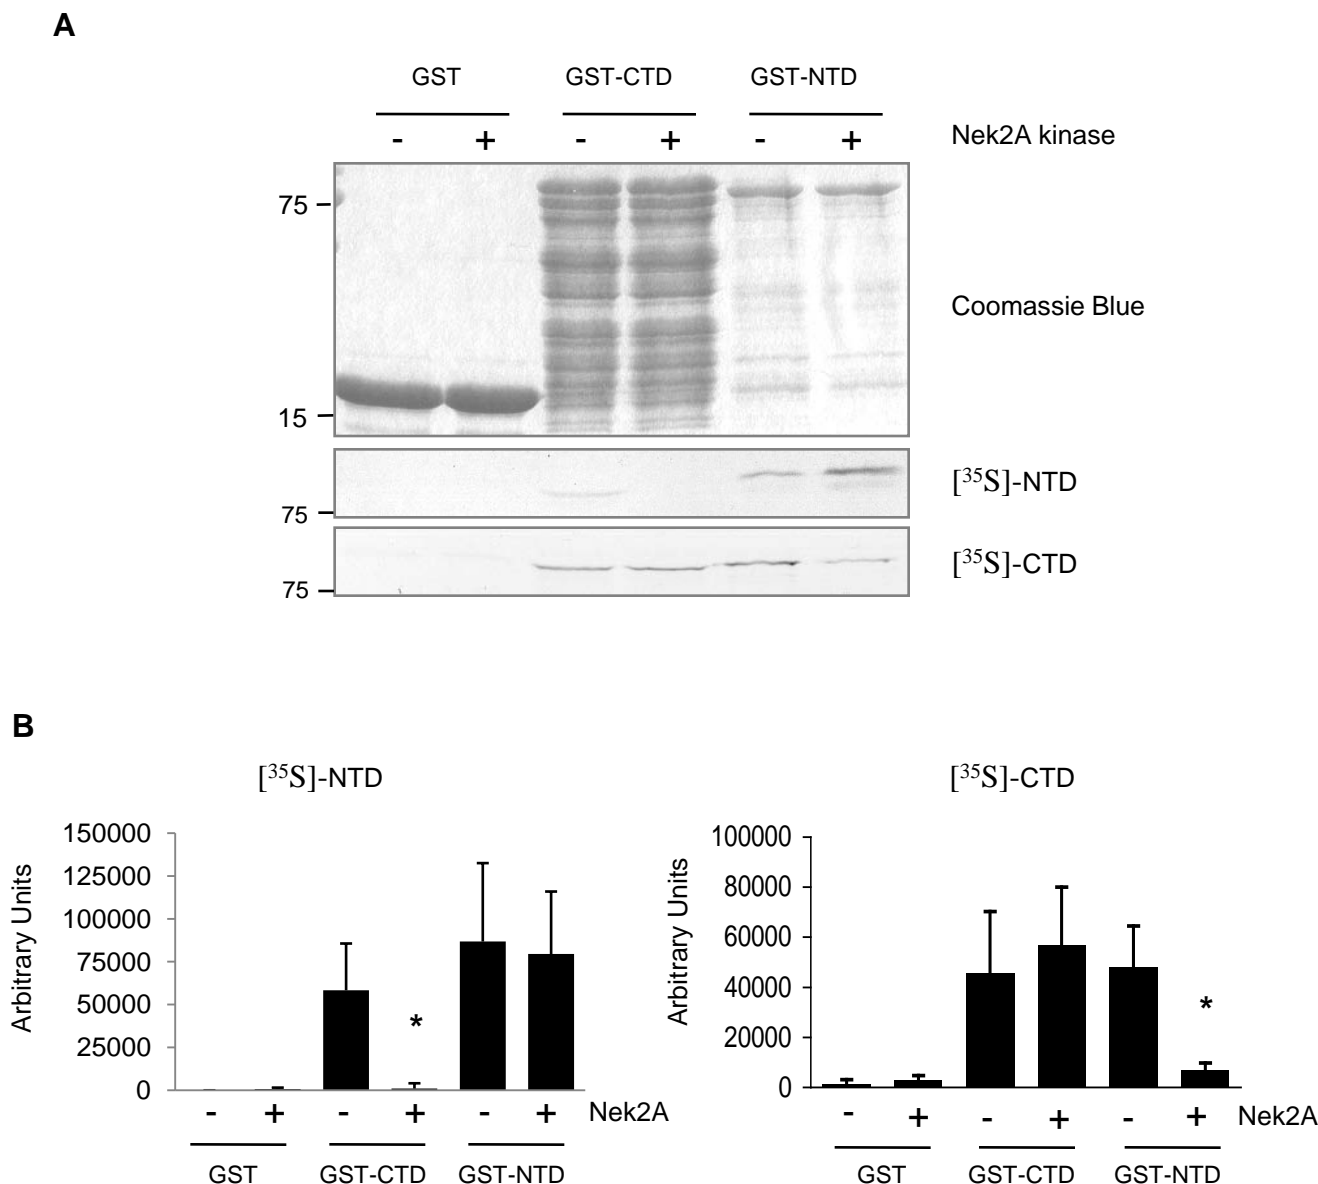 A
GST GST-CTD GST-NTD
- + - + - + Nek2A kinase
75
Coomassie Blue
15
[³⁵S]-NTD
75
[³⁵S]-CTD
75
B
[³⁵S]-NTD
150000
125000
100000
75000
50000
25000
0
Arbitrary Units
*
- + - + - + Nek2A
GST GST-CTD GST-NTD
[³⁵S]-CTD
100000
80000
60000
40000
20000
0
Arbitrary Units
*
- + - + - + Nek2A
GST GST-CTD GST-NTD